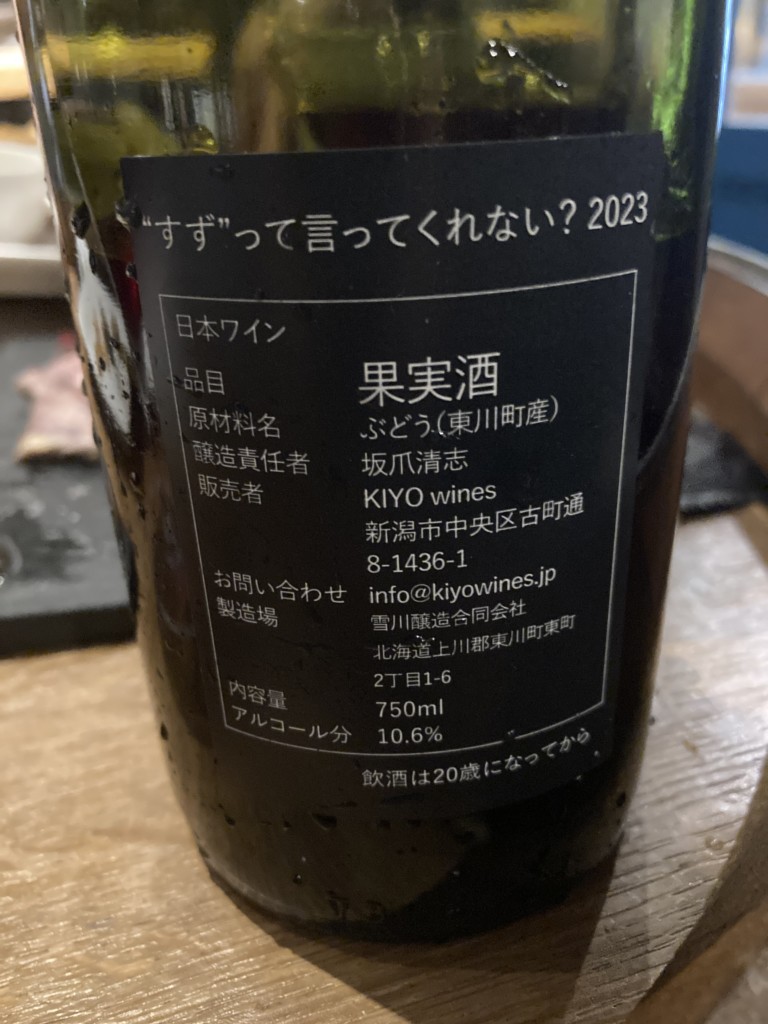 “すず”って言ってくれない? 2023
日本ワイン
品目 果実酒
原材料名 ぶどう(東川町産)
醸造責任者 坂爪清志
販売者 KIYO wines
新潟市中央区古町通
8-1436-1
お問い合わせ info@kiyowines.jp
製造場 雪川醸造合同会社
北海道上川郡東川町東町
2丁目1-6
内容量 750ml
アルコール分 10.6%
飲酒は20歳になってから